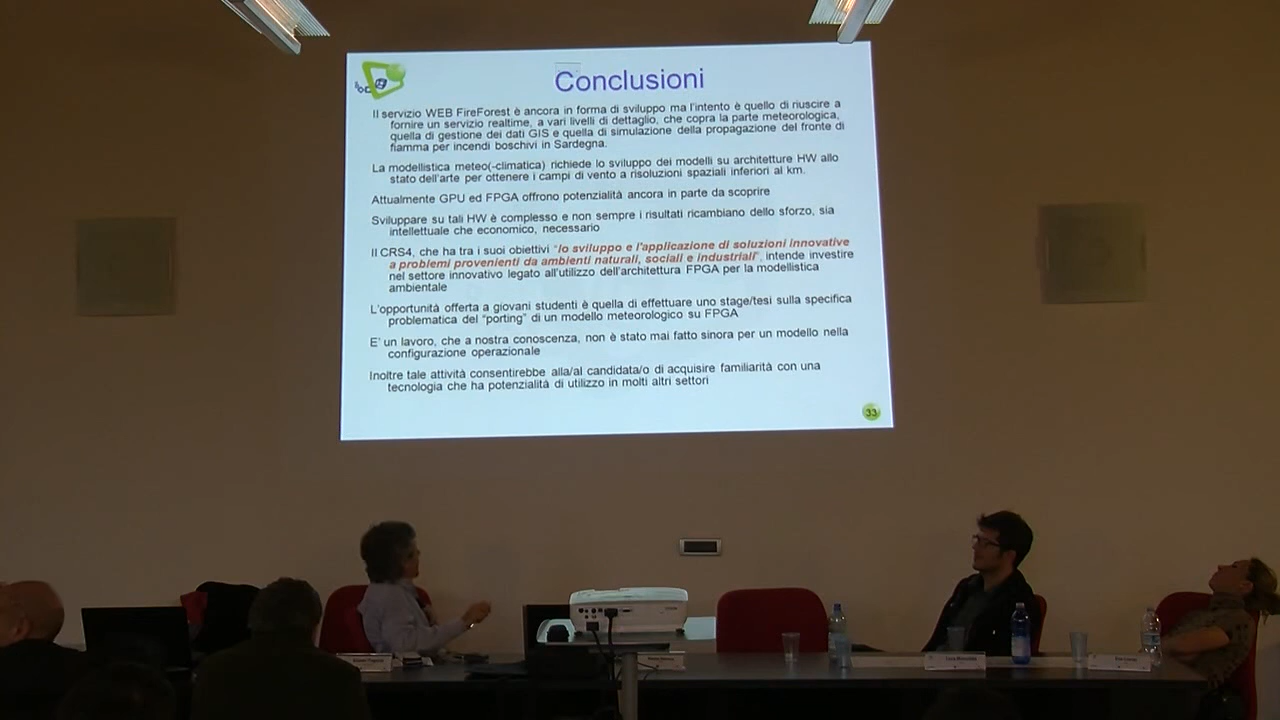 Conclusioni
Il servizio WEB FireForest è ancora in forma di sviluppo ma l'intento è quello di riuscire a
fornire un servizio realtime, a vari livelli di dettaglio, che copra la parte meteorologica,
quella di gestione dei dati GIS e quella di simulazione della propagazione del fronte di
fiamma per incendi boschivi in Sardegna.
La modellistica meteo(-climatica) richiede lo sviluppo dei modelli su architetture HW allo
stato dell'arte per ottenere i campi di vento a risoluzioni spaziali inferiori al km.
Attualmente GPU ed FPGA offrono potenzialità ancora in parte da scoprire
Sviluppare su tali HW è complesso e non sempre i risultati ricambiano dello sforzo, sia
intellettuale che economico, necessario
Il CRS4, che ha tra i suoi obiettivi "lo sviluppo e l'applicazione di soluzioni innovative
a problemi provenienti da ambienti naturali, sociali e industriali", intende investire
nel settore innovativo legato all'utilizzo dell'architettura FPGA per la modellistica
ambientale
L'opportunità offerta a giovani studenti è quella di effettuare uno stage/tesi sulla specifica
problematica del "porting" di un modello meteorologico su FPGA
E' un lavoro, che a nostra conoscenza, non è stato mai fatto sinora per un modello nella
configurazione operazionale
Inoltre tale attività consentirebbe alla/al candidata/o di acquisire familiarità con una
tecnologia che ha potenzialità di utilizzo in molti altri settori
33